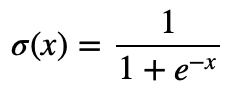 σ(x) = 1 / (1 + e^{-x})